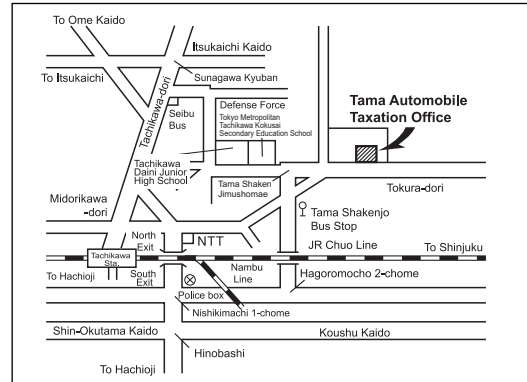 To Ome Kaido
Itsukaichi Kaido
To Itsukaichi
Sunagawa Kyuban
Tachikawa-dori
Seibu
Bus
Defense Force
Tokyo Metropolitan
Tachikawa Kokusai
Secondary Education School
Tama Automobile
Taxation Office
Tachikawa
Daini Junior
High School
Tama Shaken
Jimushomae
Tokura-dori
Midorikawa
-dori
Tama Shakenjo
Bus Stop
North
Exit
NTT
JR Chuo Line
To Shinjuku
Tachikawa
Sta.
To Hachioji
South
Exit
Nambu
Line
Hagoromocho 2-chome
Police box
Nishikimachi 1-chome
Shin-Okutama Kaido
Koushu Kaido
Hinobashi
To Hachioji